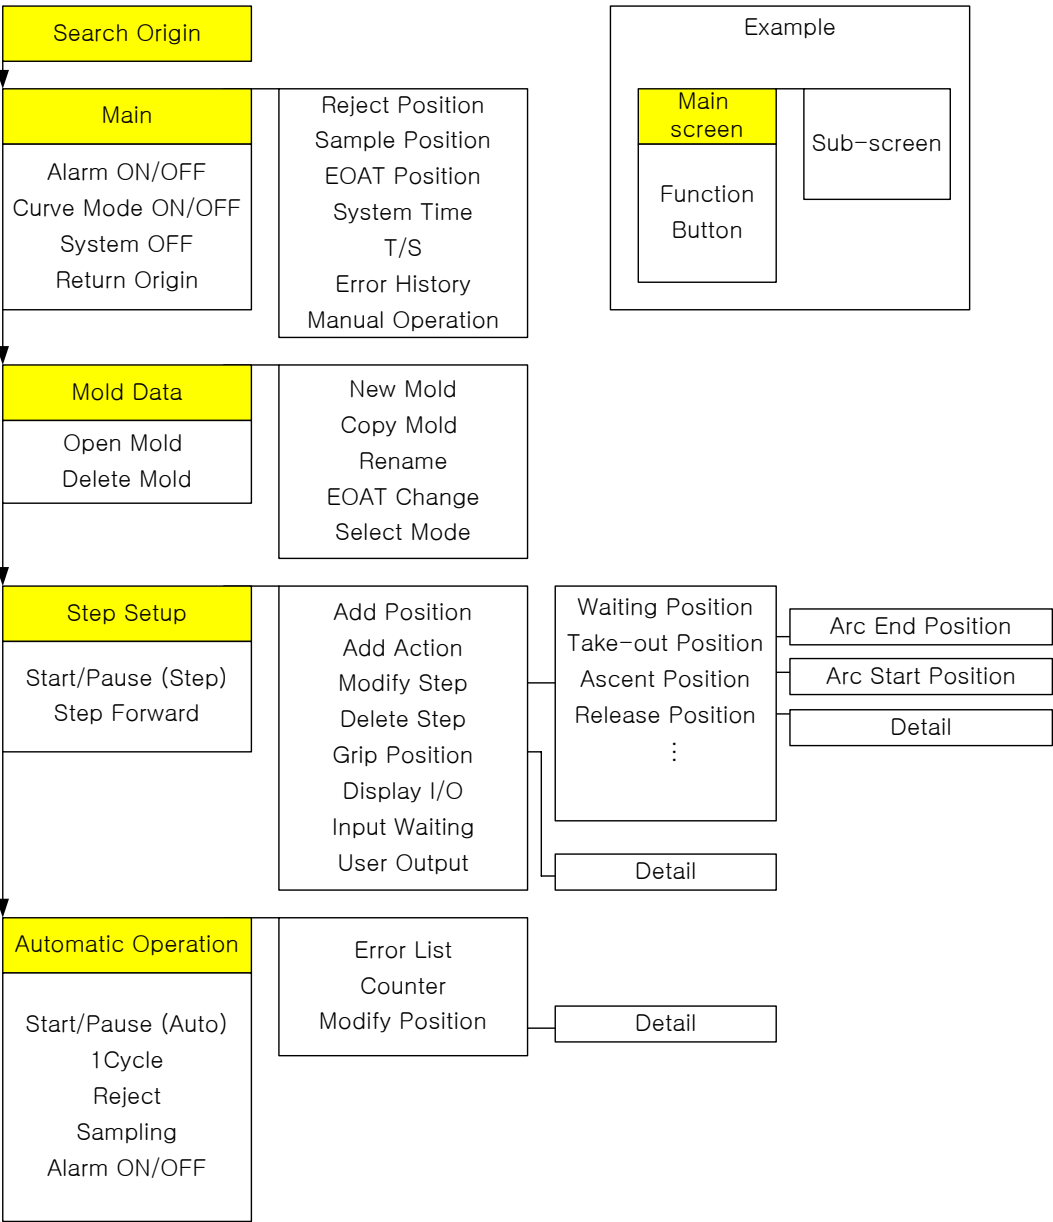 Search Origin
Example
Main
screen
Sub-screen
Function
Button
Main
Alarm ON/OFF
Curve Mode ON/OFF
System OFF
Return Origin
Reject Position
Sample Position
EOAT Position
System Time
T/S
Error History
Manual Operation
Mold Data
Open Mold
Delete Mold
New Mold
Copy Mold
Rename
EOAT Change
Select Mode
Step Setup
Start/Pause (Step)
Step Forward
Add Position
Add Action
Modify Step
Delete Step
Grip Position
Display I/O
Input Waiting
User Output
Waiting Position
Take-out Position
Ascent Position
Release Position
⋮
Arc End Position
Arc Start Position
Detail
Detail
Automatic Operation
Start/Pause (Auto)
1Cycle
Reject
Sampling
Alarm ON/OFF
Error List
Counter
Modify Position
Detail